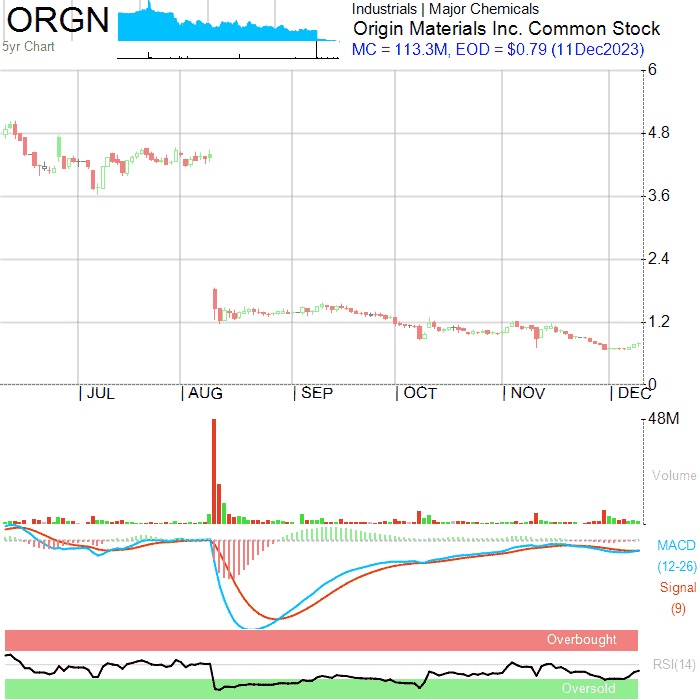 ORGN
5yr Chart
Industrials | Major Chemicals
Origin Materials Inc. Common Stock
MC = 113.3M, EOD = $0.79 (11Dec2023)
6
4.8
3.6
2.4
1.2
0
JUL AUG SEP OCT NOV DEC
48M
Volume
MACD
(12-26)
Signal
(9)
Overbought
RSI(14)
Oversold